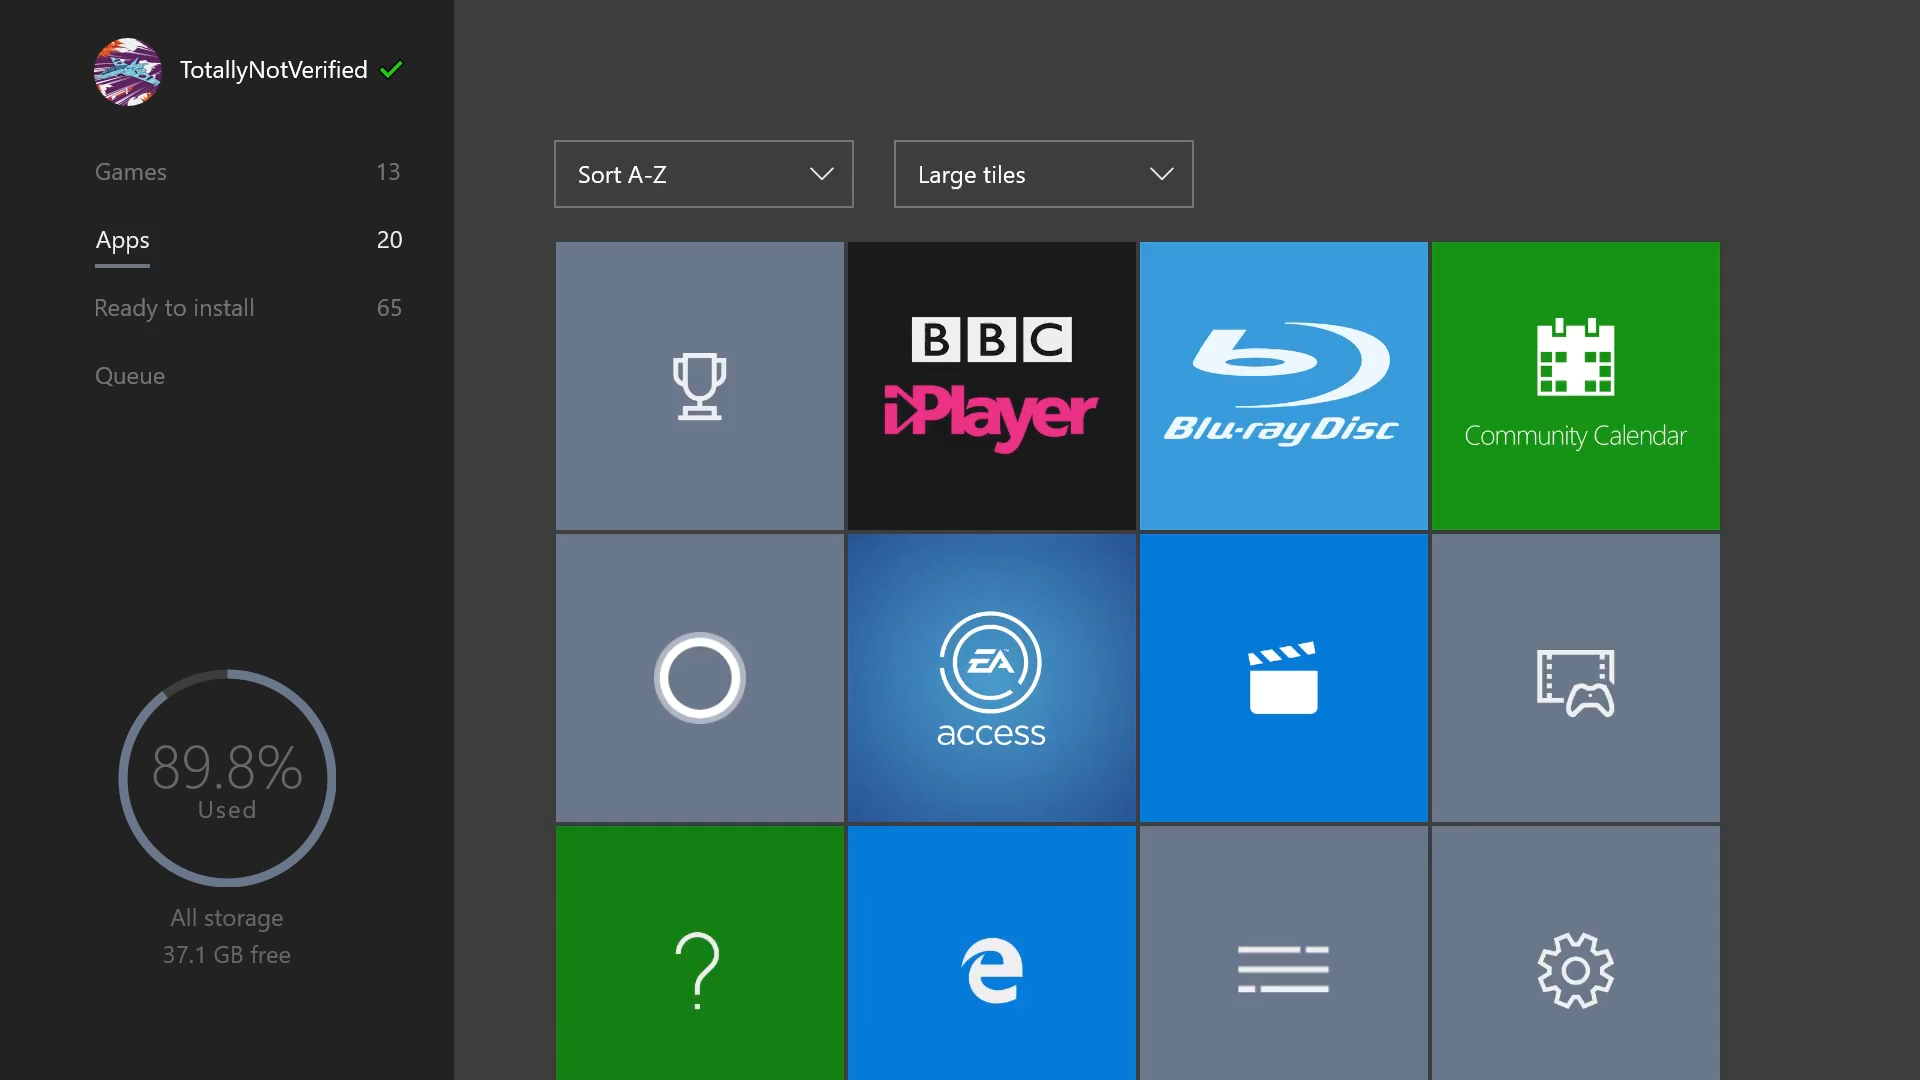 TotallyNotVerified
Games 13
Apps 20
Ready to install 65
Queue
89.8%
Used
All storage
37.1 GB free
Sort A-Z
Large tiles
BBC
iPlayer
Blu-ray Disc
Community Calendar
EA
access